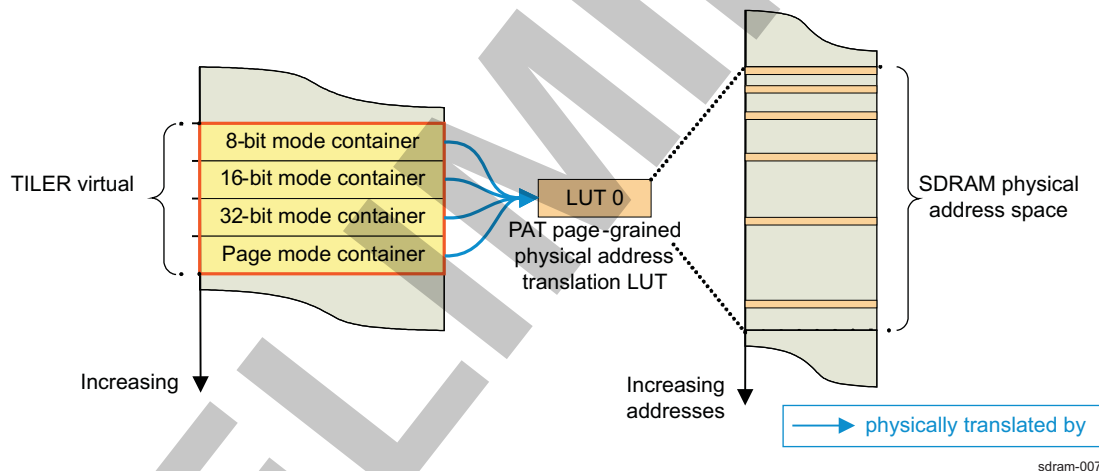 8-bit mode container
16-bit mode container
32-bit mode container
Page mode container
TILER virtual
Increasing
LUT 0
PAT page-grained
physical address
translation LUT
SDRAM physical
address space
Increasing
addresses
physically translated by
sdram-007